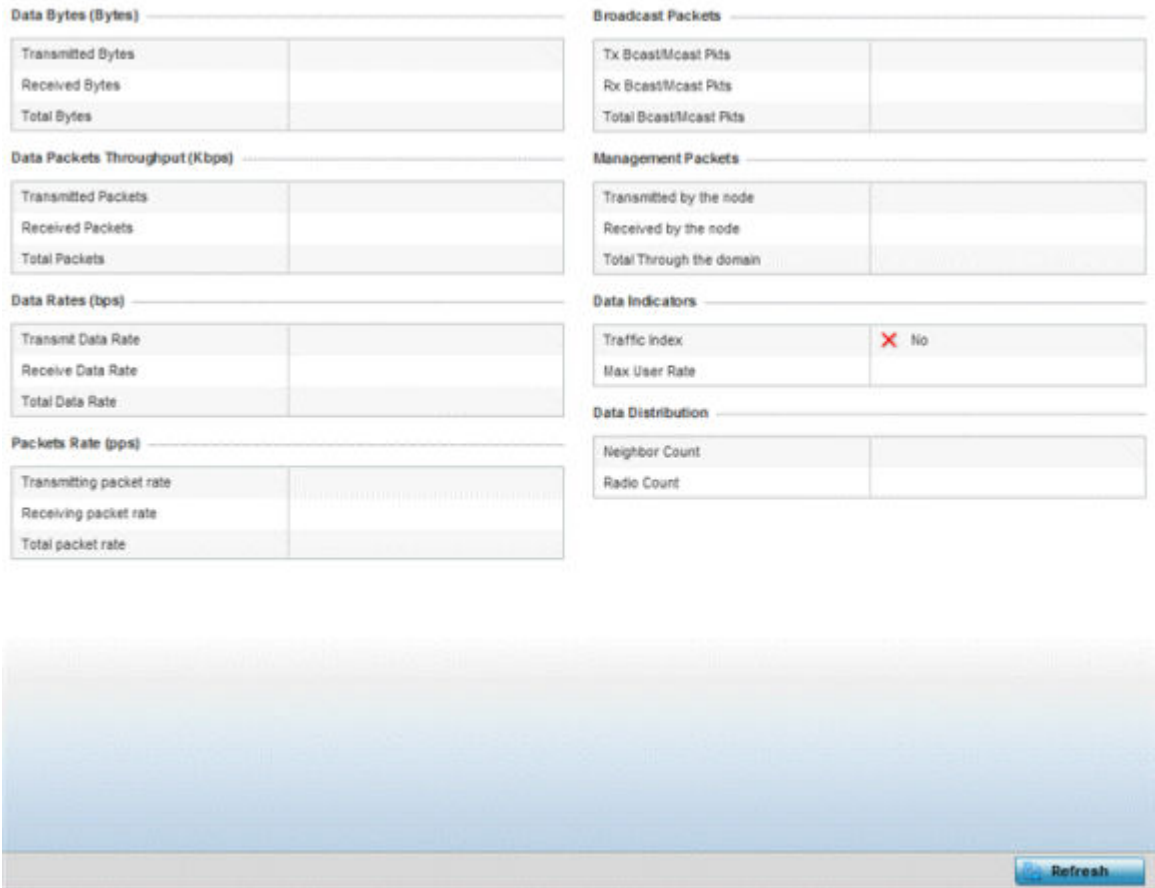 Data Bytes (Bytes)
Transmitted Bytes
Received Bytes
Total Bytes
Data Packets Throughput (Kbps)
Transmitted Packets
Received Packets
Total Packets
Data Rates (bps)
Transmit Data Rate
Receive Data Rate
Total Data Rate
Packets Rate (pps)
Transmitting packet rate
Receiving packet rate
Total packet rate
Broadcast Packets
Tx Bcast/Mcast Pkts
Rx Bcast/Mcast Pkts
Total Bcast/Mcast Pkts
Management Packets
Transmitted by the node
Received by the node
Total Through the domain
Data Indicators
Traffic Index No
Max User Rate
Data Distribution
Neighbor Count
Radio Count
Refresh